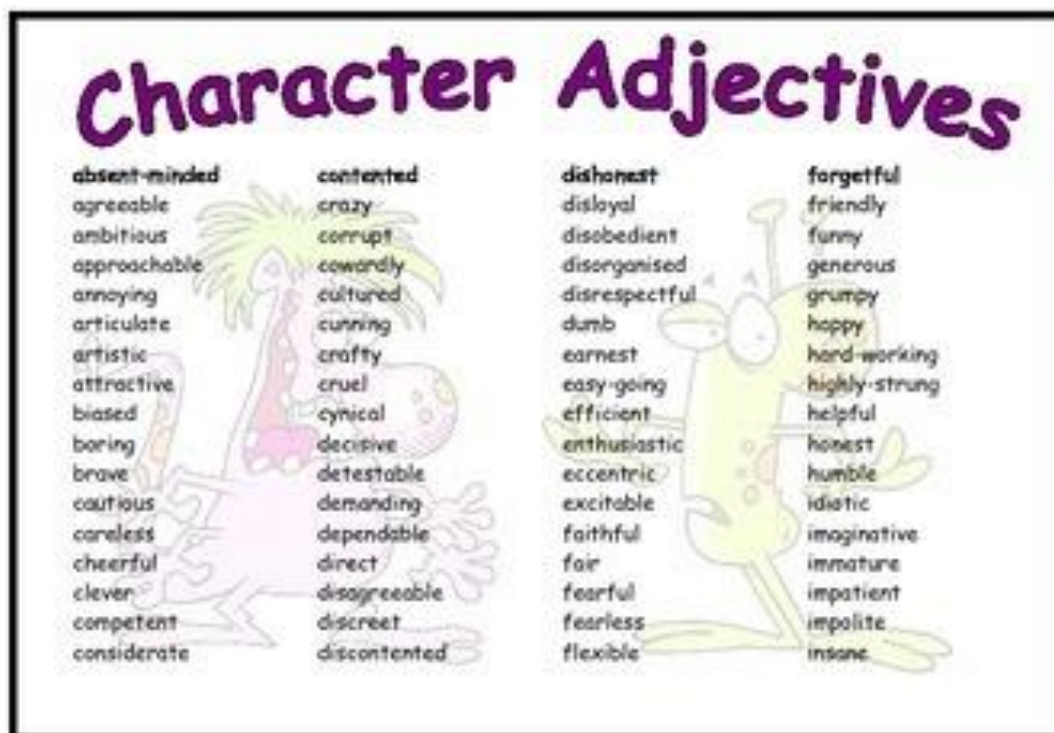 Character Adjectives
absent-minded
agreeable
ambitious
approachable
annoying
articulate
artistic
attractive
biased
boring
brave
cautious
careless
cheerful
clever
competent
considerate
contented
crazy
corrupt
cowardly
cultured
cunning
crafty
cruel
cynical
decisive
detestable
demanding
dependable
direct
disagreeable
discreet
discontented
dishonest
disloyal
disobedient
disorganised
disrespectful
dumb
earnest
easy-going
efficient
enthusiastic
eccentric
excitable
faithful
fair
fearful
fearless
flexible
forgetful
friendly
funny
generous
grumpy
happy
hard-working
highly-strung
helpful
honest
humble
idiotic
imaginative
immature
impatient
impolite
insane